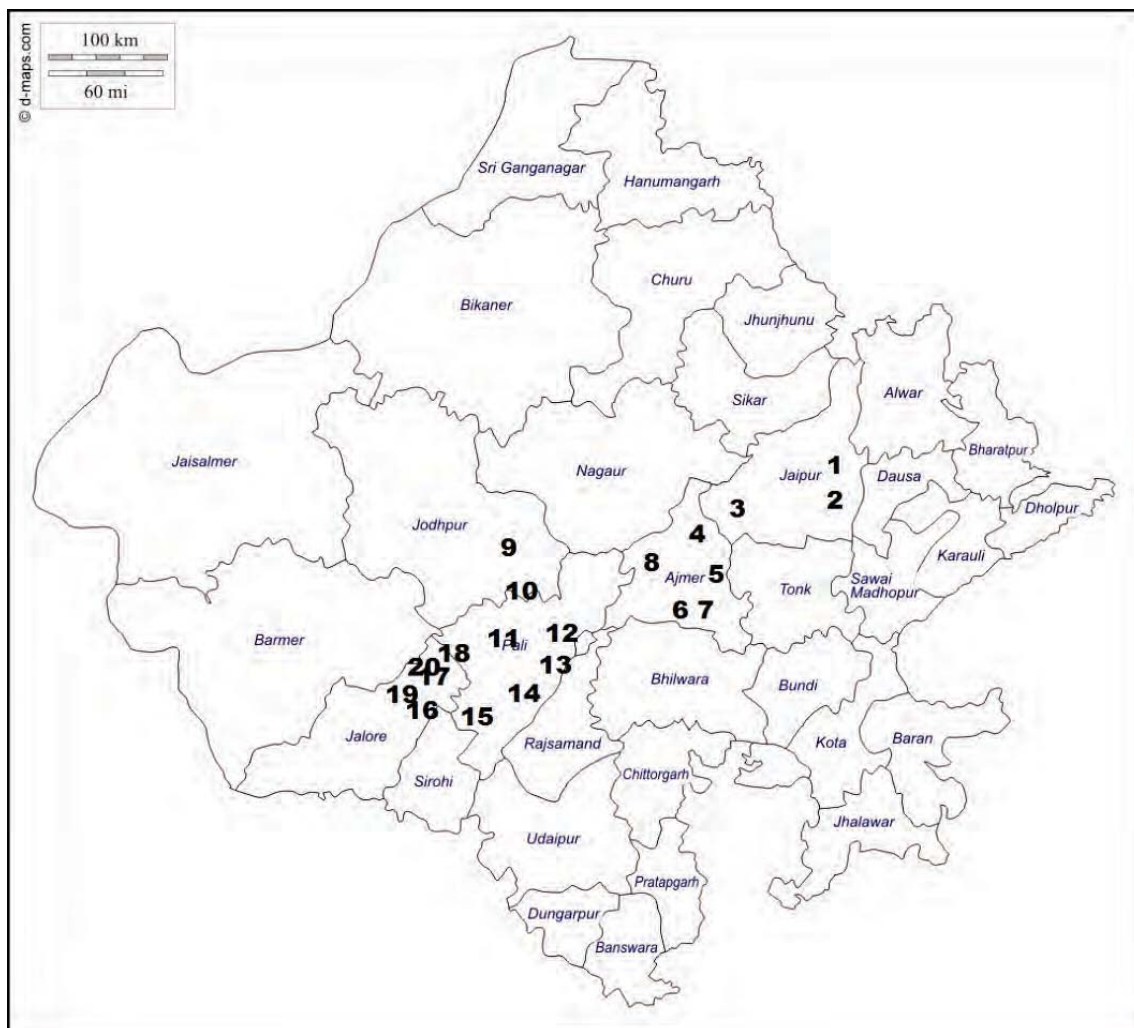 © d-maps.com
100 km
60 mi
Sri Ganganagar
Hanumangarh
Churu
Bikaner
Jhunjhunu
Sikar
Alwar
Jaisalmer
Nagaur
Jaipur
1
Dausa
Bharatpur
2
3
Dholpur
Jodhpur
4
9
Karauli
8
5
Ajmer
Tonk
Sawai
Madhopur
10
6
7
Barmer
11
12
Pali
18
13
20
17
Bhilwara
Bundi
19
14
16
15
Jalore
Rajsamand
Kota
Baran
Sirohi
Chittorgarh
Jhalawar
Udaipur
Pratapgarh
Dungarpur
Banswara